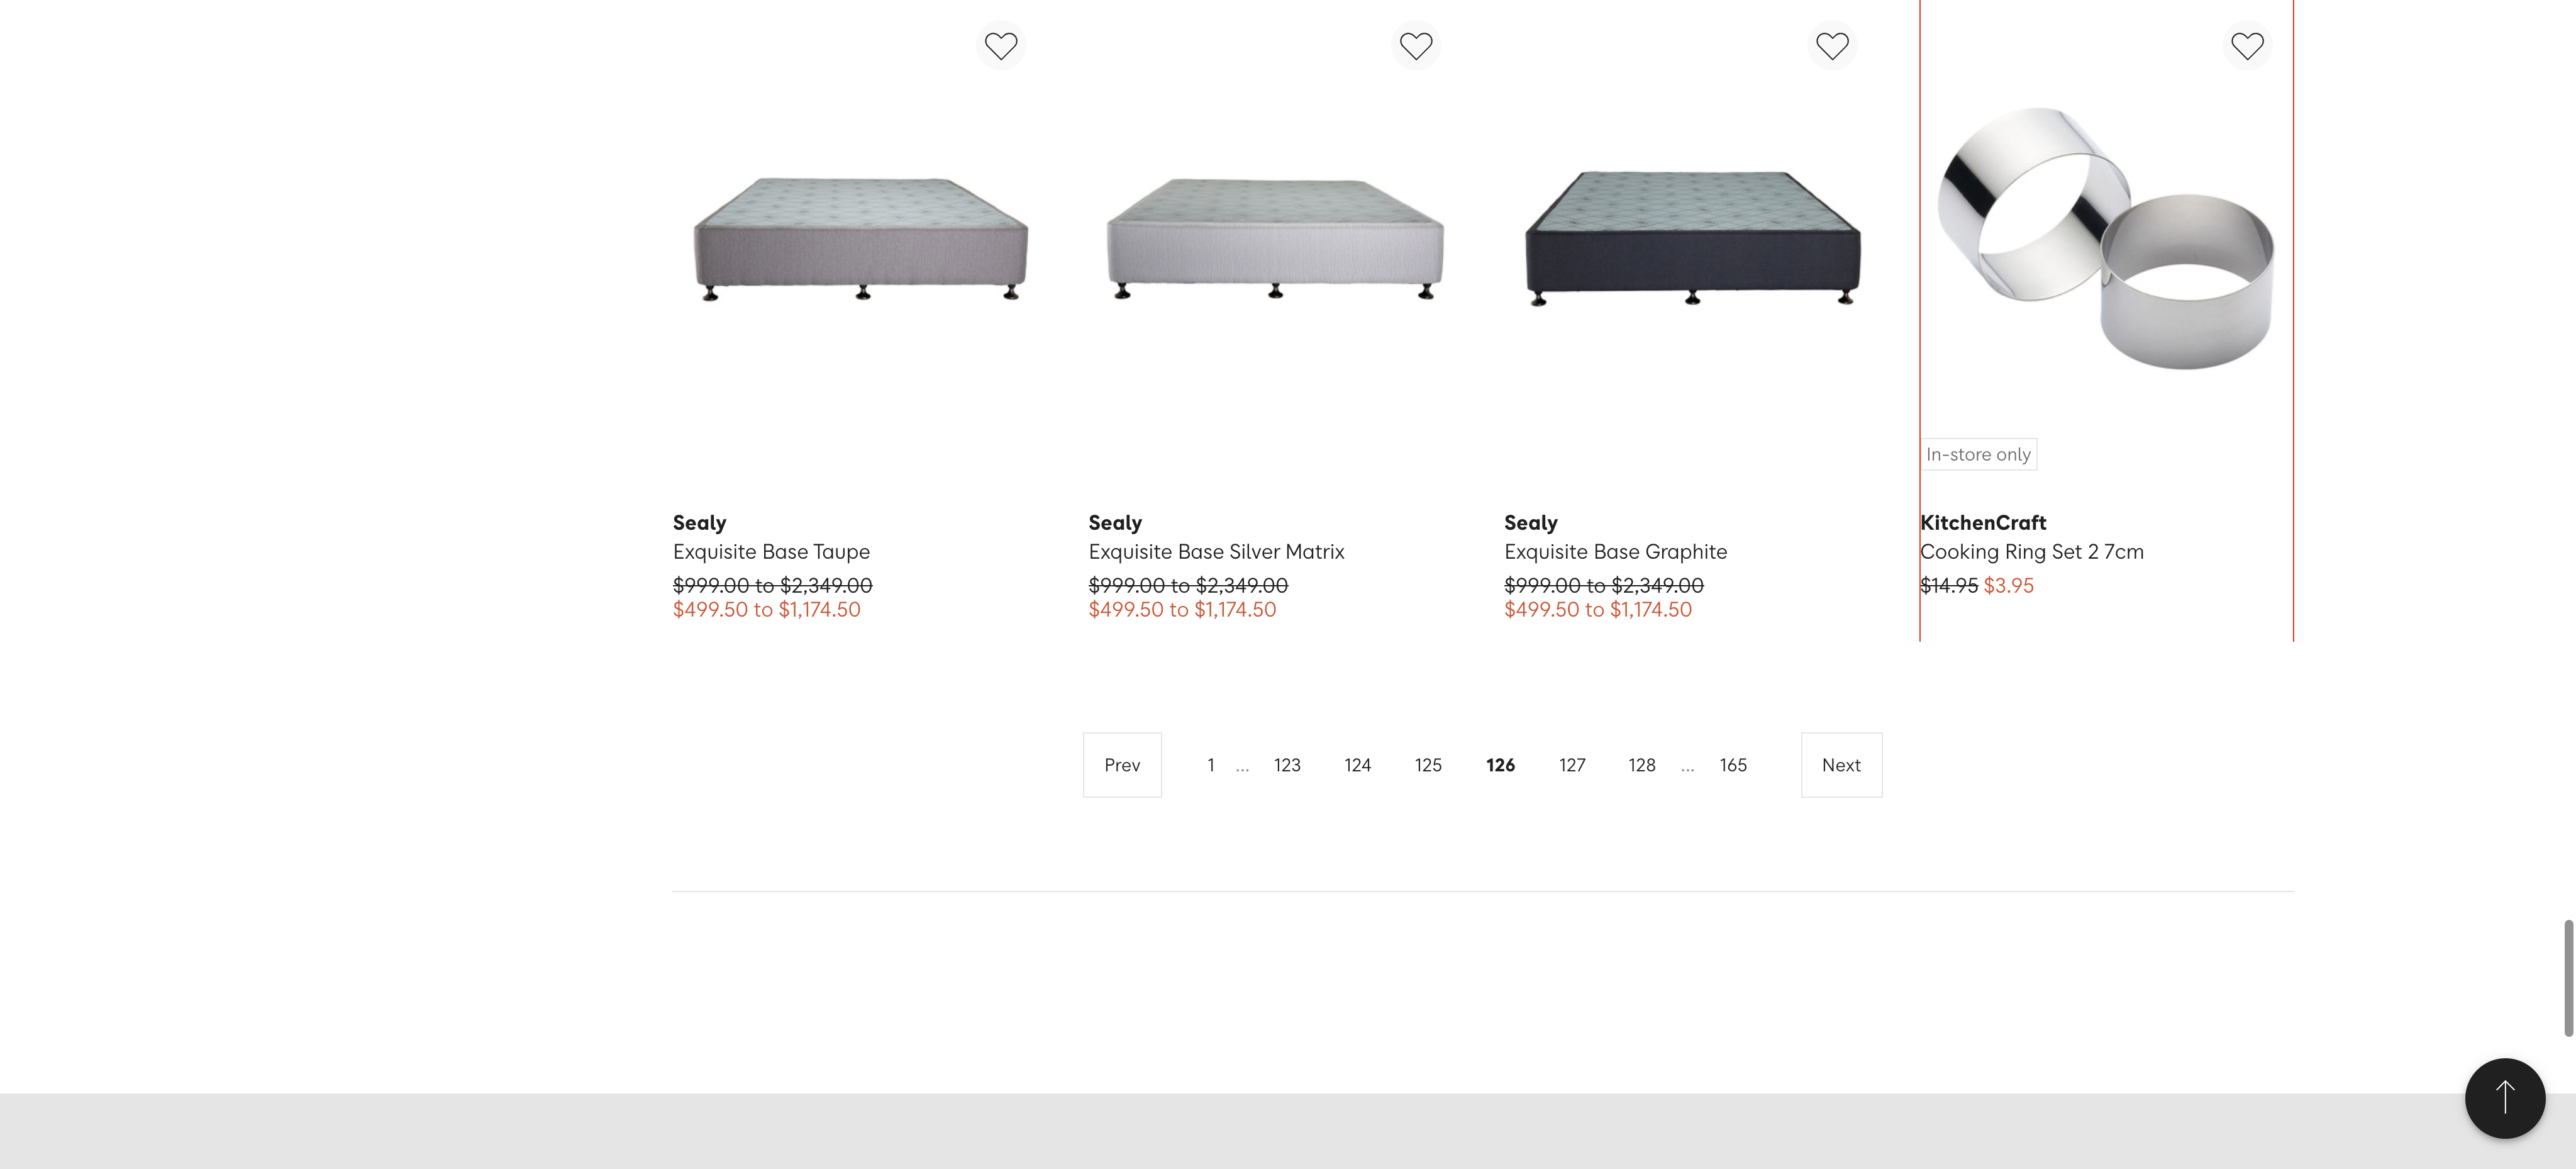 In-store only
Sealy
Exquisite Base Taupe
$999.00 to $2,349.00
$499.50 to $1,174.50
Sealy
Exquisite Base Silver Matrix
$999.00 to $2,349.00
$499.50 to $1,174.50
Sealy
Exquisite Base Graphite
$999.00 to $2,349.00
$499.50 to $1,174.50
KitchenCraft
Cooking Ring Set 2 7cm
$14.95 $3.95
Prev 1 ... 123 124 125 126 127 128 ... 165 Next